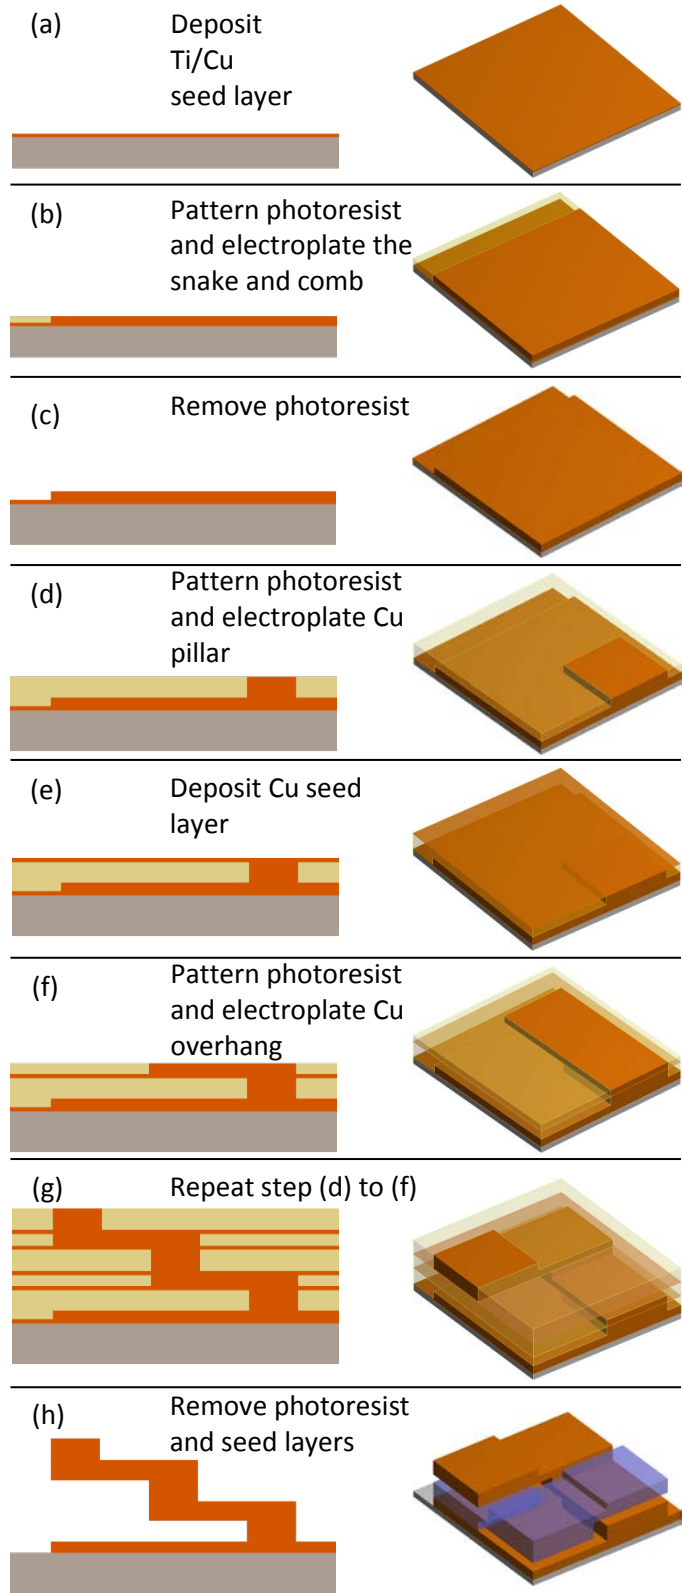 (a)
Deposit
Ti/Cu
seed layer
(b)
Pattern photoresist
and electroplate the
snake and comb
(c)
Remove photoresist
(d)
Pattern photoresist
and electroplate Cu
pillar
(e)
Deposit Cu seed
layer
(f)
Pattern photoresist
and electroplate Cu
overhang
(g)
Repeat step (d) to (f)
(h)
Remove photoresist
and seed layers